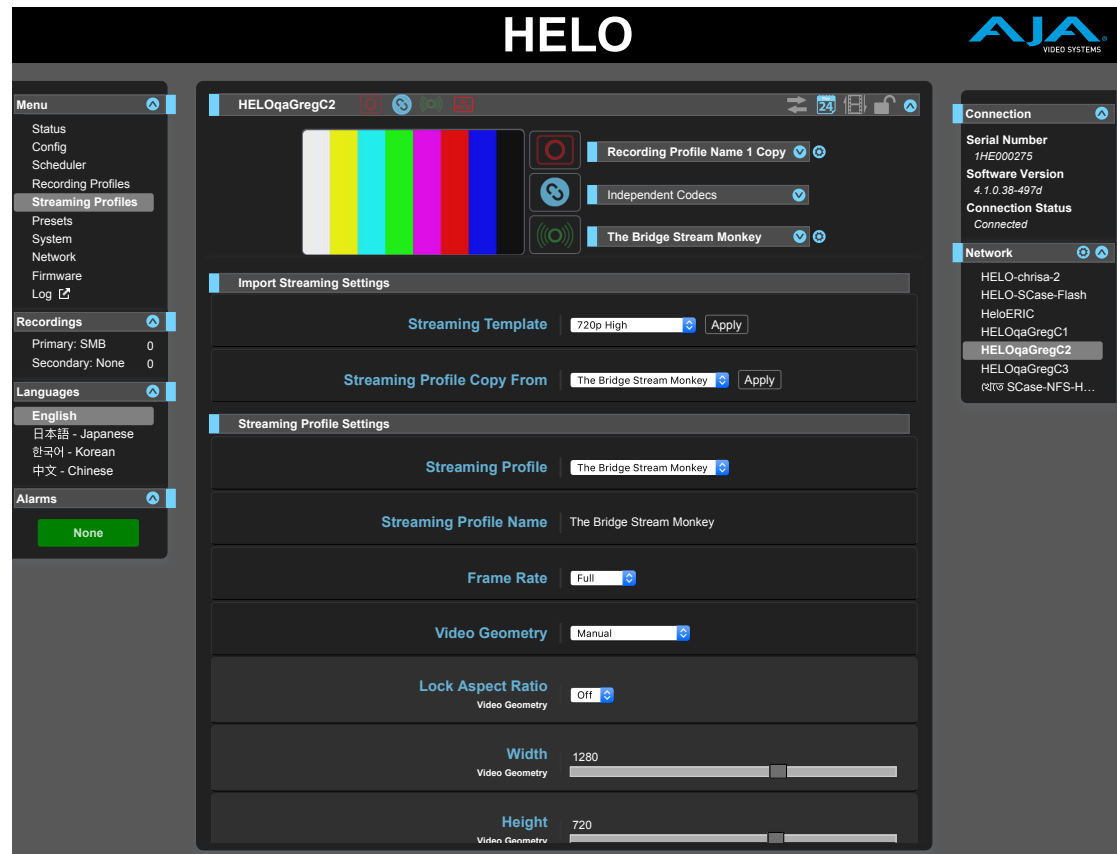 HELO
AJA
VIDEO SYSTEMS
Menu
Status
Config
Scheduler
Recording Profiles
Streaming Profiles
Presets
System
Network
Firmware
Log
Recordings
Primary: SMB 0
Secondary: None 0
Languages
English
日本語 - Japanese
한국어 - Korean
中文 - Chinese
Alarms
None
HELOqaGregC2
24
Recording Profile Name 1 Copy
Independent Codecs
The Bridge Stream Monkey
Import Streaming Settings
Streaming Template 720p High Apply
Streaming Profile Copy From The Bridge Stream Monkey Apply
Streaming Profile Settings
Streaming Profile The Bridge Stream Monkey
Streaming Profile Name The Bridge Stream Monkey
Frame Rate Full
Video Geometry Manual
Lock Aspect Ratio Off
Video Geometry
Width 1280
Video Geometry
Height 720
Video Geometry
Connection
Serial Number
1HE000275
Software Version
4.1.0.38-497d
Connection Status
Connected
Network
HELO-chrisa-2
HELO-SCase-Flash
HeloERIC
HELOqaGregC1
HELOqaGregC2
HELOqaGregC3
SCase-NFS-H...